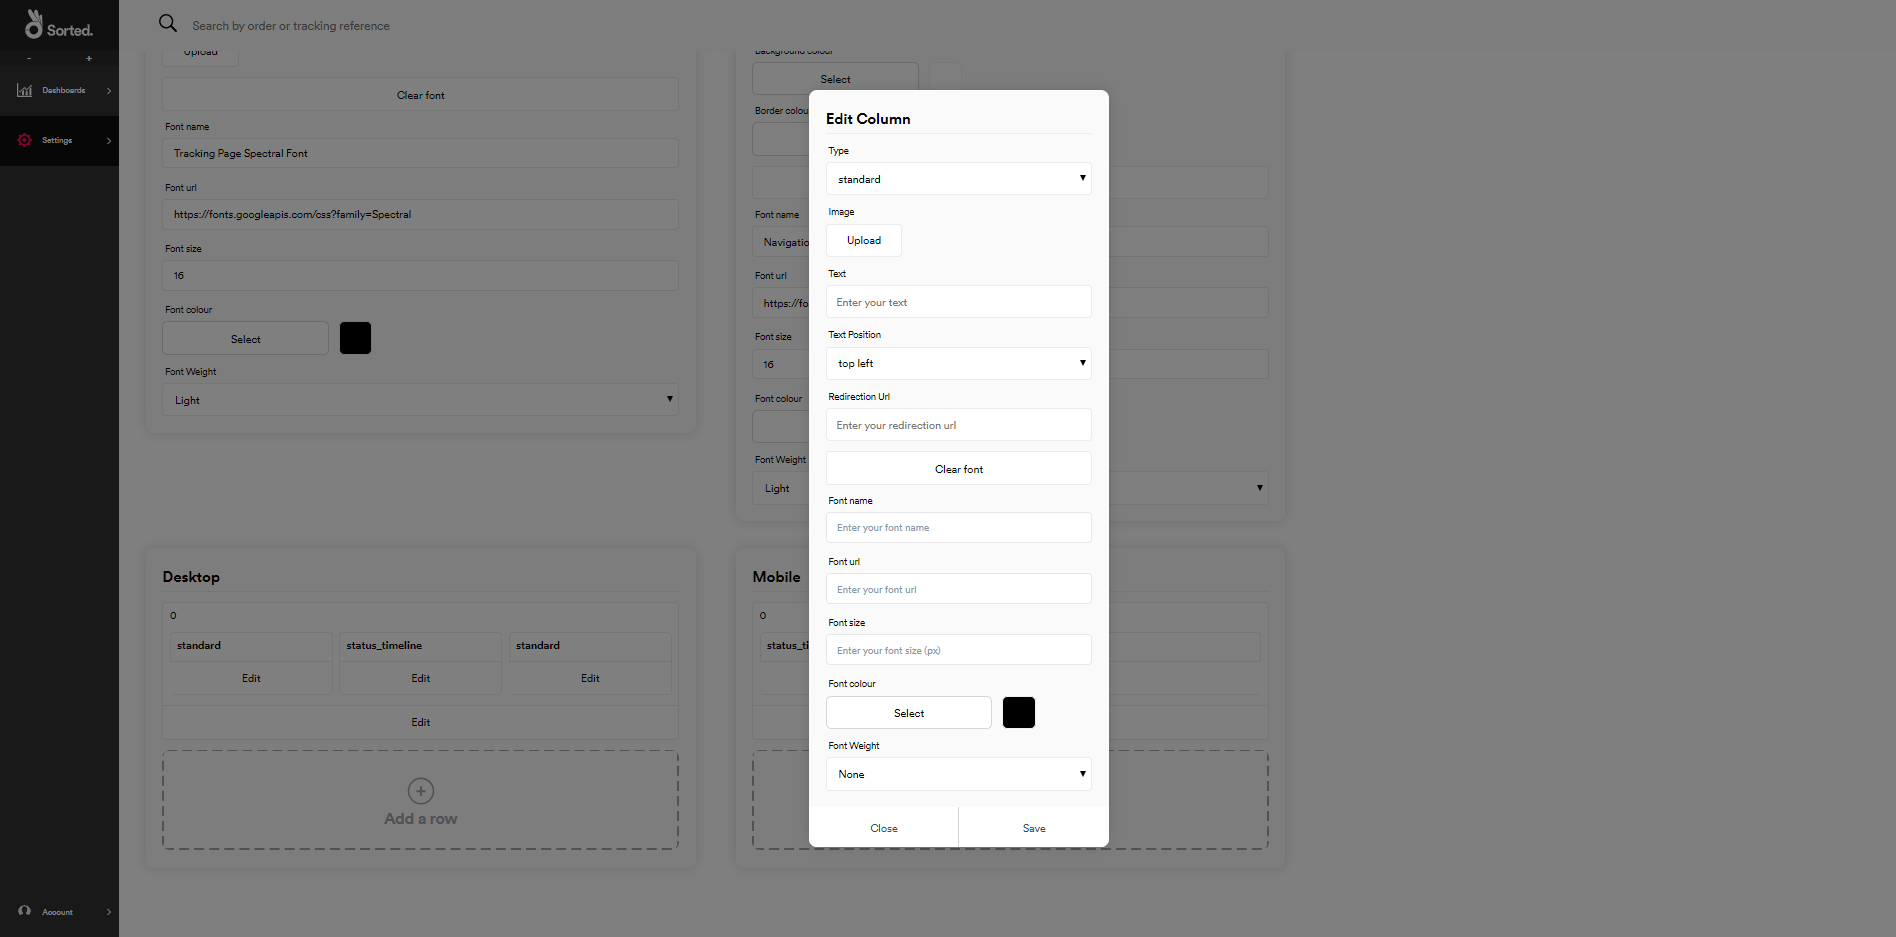 Sorted.
Search by order or tracking reference
-
+
Dashboards
Settings
Account
Upload
Clear font
Font name
Tracking Page Spectral Font
Font url
https://fonts.googleapis.com/css?family=Spectral
Font size
16
Font colour
Select
Font Weight
Light
Background colour
Select
Border colou
Font name
Navigatio
Font url
https://fo
Font size
16
Font colour
Font Weight
Light
Edit Column
Type
standard
Image
Upload
Text
Enter your text
Text Position
top left
Redirection Url
Enter your redirection url
Clear font
Font name
Enter your font name
Font url
Enter your font url
Font size
Enter your font size (px)
Font colour
Select
Font Weight
None
Close
Save
Desktop
0
standard
status_timeline
standard
Edit
Edit
Edit
Edit
Add a row
Mobile
0
status_ti